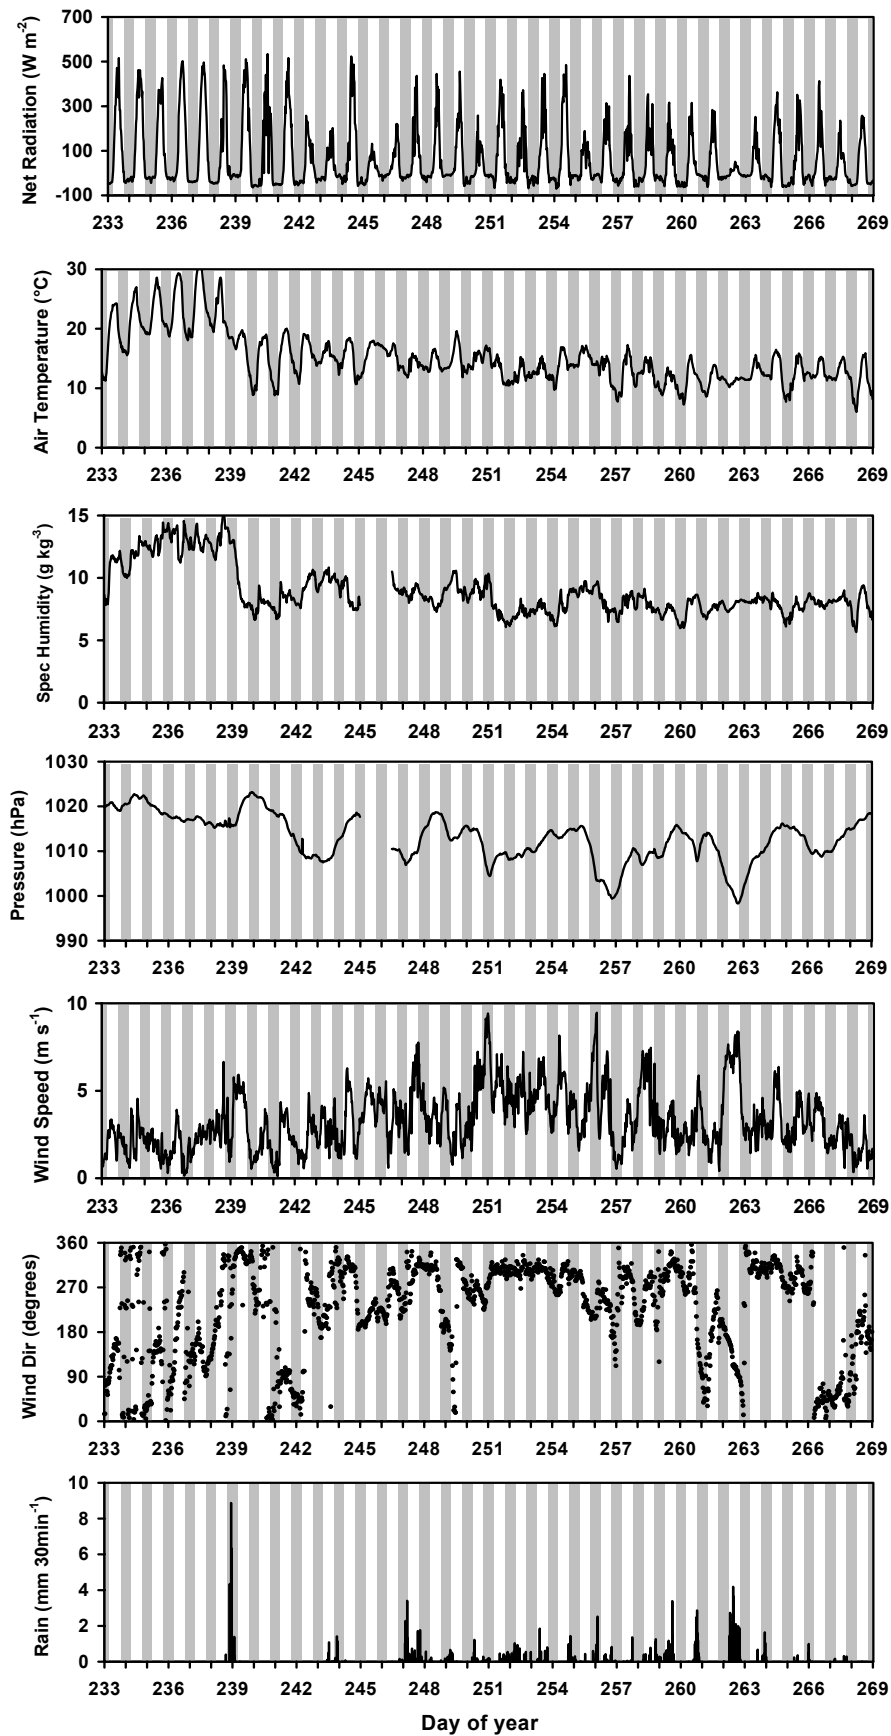 Net Radiation (W m-2)
700
500
300
100
-100
233 236 239 242 245 248 251 254 257 260 263 266 269
Air Temperature (°C)
30
20
10
0
233 236 239 242 245 248 251 254 257 260 263 266 269
Spec Humidity (g kg-3)
15
10
5
0
233 236 239 242 245 248 251 254 257 260 263 266 269
Pressure (hPa)
1030
1020
1010
1000
990
233 236 239 242 245 248 251 254 257 260 263 266 269
Wind Speed (m s-1)
10
5
0
233 236 239 242 245 248 251 254 257 260 263 266 269
Wind Dir (degrees)
360
270
180
90
0
233 236 239 242 245 248 251 254 257 260 263 266 269
Rain (mm 30min-1)
10
8
6
4
2
0
233 236 239 242 245 248 251 254 257 260 263 266 269
Day of year